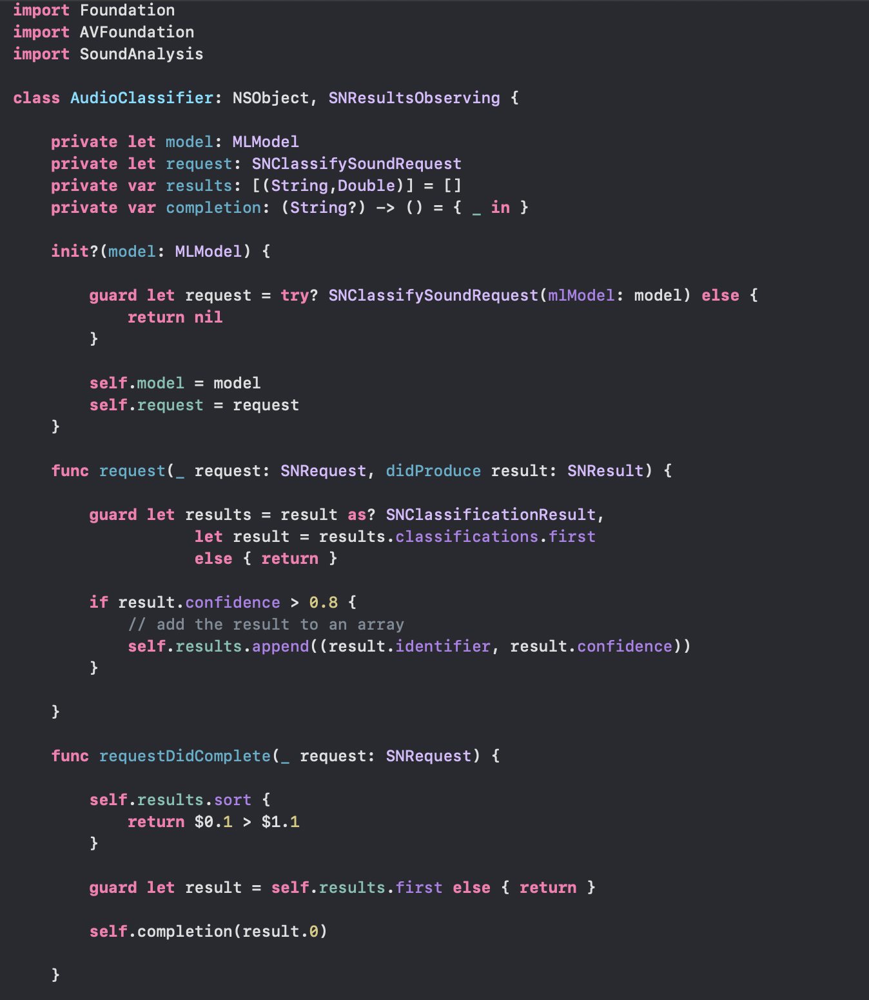 import Foundation
import AVFoundation
import SoundAnalysis
class AudioClassifier: NSObject, SNResultsObserving {
private let model: MLModel
private let request: SNClassifySoundRequest
private var results: [(String,Double)] = []
private var completion: (String?) -> () = { _ in }
init?(model: MLModel) {
guard let request = try? SNClassifySoundRequest(mlModel: model) else {
return nil
}
self.model = model
self.request = request
}
func request(_ request: SNRequest, didProduce result: SNResult) {
guard let results = result as? SNClassificationResult,
let result = results.classifications.first
else { return }
if result.confidence > 0.8 {
// add the result to an array
self.results.append((result.identifier, result.confidence))
}
}
func requestDidComplete(_ request: SNRequest) {
self.results.sort {
return $0.1 > $1.1
}
guard let result = self.results.first else { return }
self.completion(result.0)
}